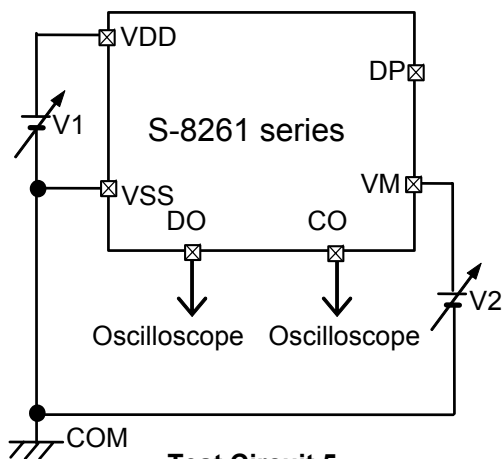 VDD
DP
V1
S-8261 series
VSS
VM
DO
CO
V2
Oscilloscope
Oscilloscope
COM
Test Circuit 5